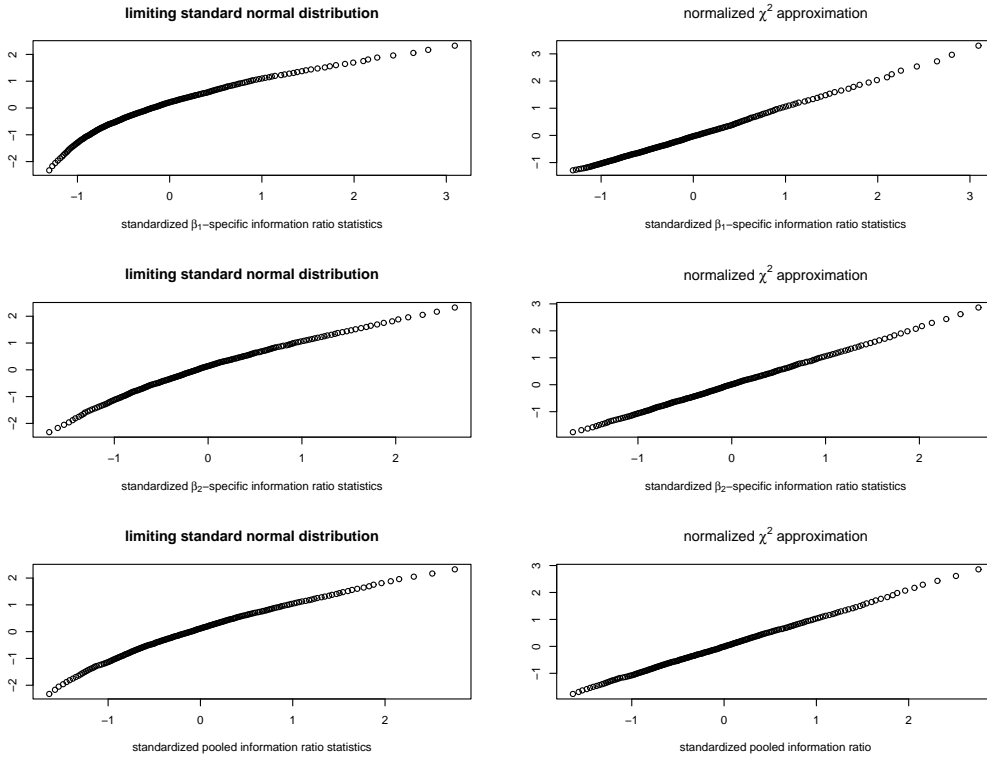 limiting standard normal distribution
normalized χ² approximation
2
1
0
−1
−2
3
2
1
0
−1
−1 0 1 2 3
−1 0 1 2 3
standardized β₁−specific information ratio statistics
standardized β₁−specific information ratio statistics
limiting standard normal distribution
normalized χ² approximation
2
1
0
−1
−2
3
2
1
0
−1
−1 0 1 2
−1 0 1 2
standardized β₂−specific information ratio statistics
standardized β₂−specific information ratio statistics
limiting standard normal distribution
normalized χ² approximation
2
1
0
−1
−2
3
2
1
0
−1
−1 0 1 2
−1 0 1 2
standardized pooled information ratio statistics
standardized pooled information ratio